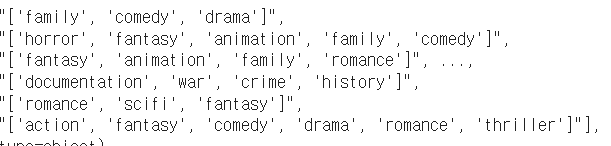 "['family', 'comedy', 'drama']",
"['horror', 'fantasy', 'animation', 'family', 'comedy']",
"['fantasy', 'animation', 'family', 'romance']", ...,
"['documentation', 'war', 'crime', 'history']",
"['romance', 'scifi', 'fantasy']",
"['action', 'fantasy', 'comedy', 'drama', 'romance', 'thriller']"],
type=object)